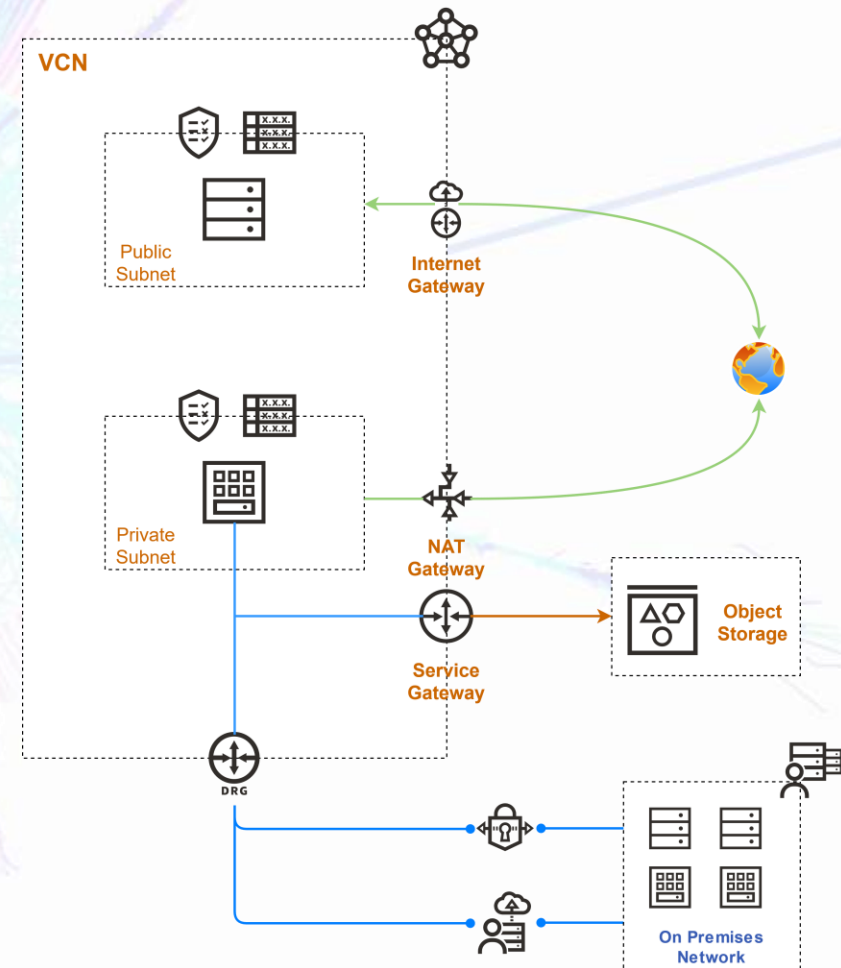 VCN
X.X.X.
X.X.X.
X.X.X.
Public
Subnet
Internet
Gateway
X.X.X.
X.X.X.
X.X.X.
Private
Subnet
NAT
Gateway
Object
Storage
Service
Gateway
DRG
On Premises
Network